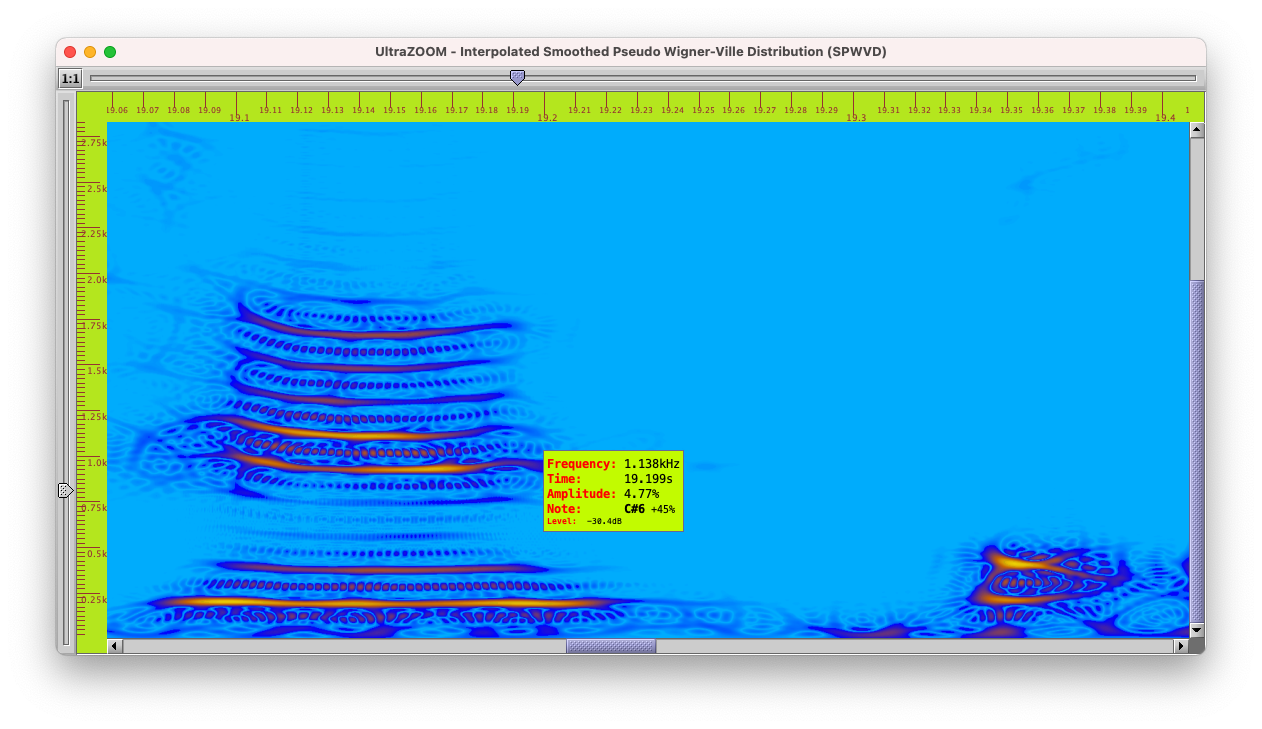 UltraZOOM - Interpolated Smoothed Pseudo Wigner-Ville Distribution (SPWVD)
1:1
19.06 19.07 19.08 19.09 19.11 19.12 19.13 19.14 19.15 19.16 19.17 19.18 19.19 19.21 19.22 19.23 19.24 19.25 19.26 19.27 19.28 19.29 19.31 19.32 19.33 19.34 19.35 19.36 19.37 19.38 19.39 1
19.1 19.2 19.3 19.4
2.75k
2.5k
2.25k
2.0k
1.75k
1.5k
1.25k
1.0k
Frequency: 1.138kHz
Time: 19.199s
Amplitude: 4.77%
Note: C#6 +45%
Level: -30.4dB
0.75k
0.5k
0.25k